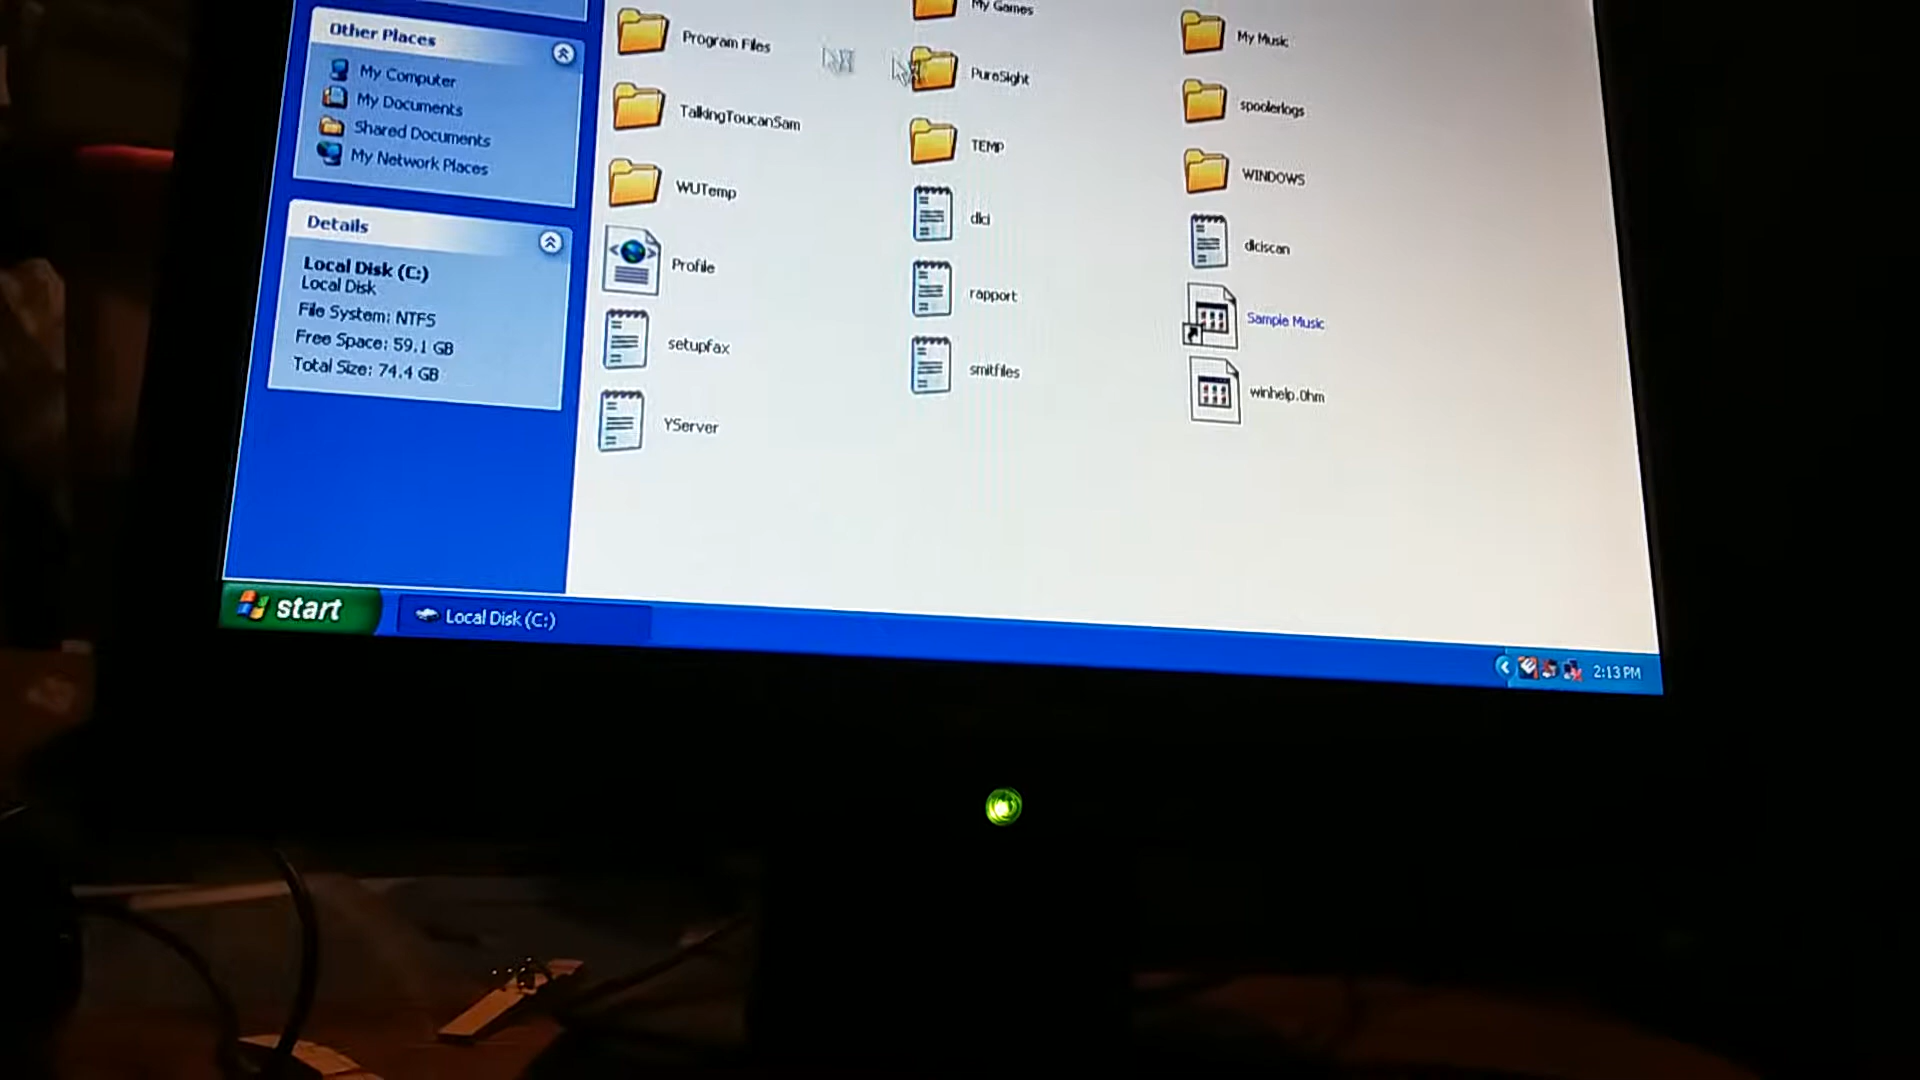 Other Places
My Computer
My Documents
Shared Documents
My Network Places
Details
Local Disk (C:)
Local Disk
File System: NTFS
Free Space: 59.1 GB
Total Size: 74.4 GB
Program Files
My Games
My Music
TalkingToucanSam
PureSight
spoolerlogs
WUTemp
TEMP
WINDOWS
Profile
dlci
dlciscan
setupfax
rapport
Sample Music
YServer
smitfiles
winhelp.0hm
start
Local Disk (C:)
2:13 PM